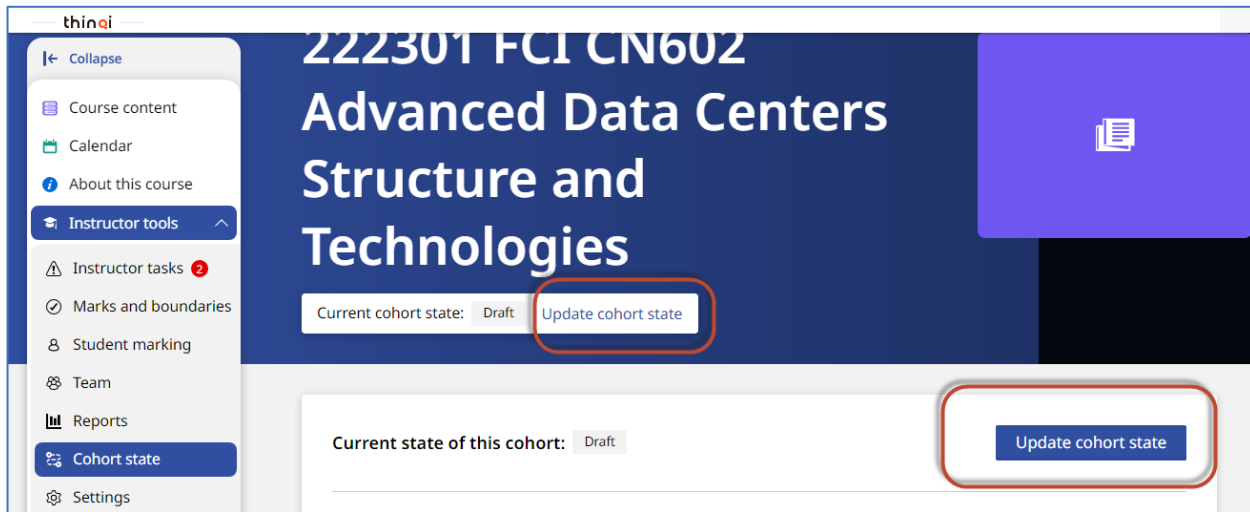 thinqi
Collapse
Course content
Calendar
About this course
Instructor tools
Instructor tasks 2
Marks and boundaries
Student marking
Team
Reports
Cohort state
Settings
222301 FCI CN602
Advanced Data Centers
Structure and
Technologies
Current cohort state: Draft Update cohort state
Current state of this cohort: Draft
Update cohort state